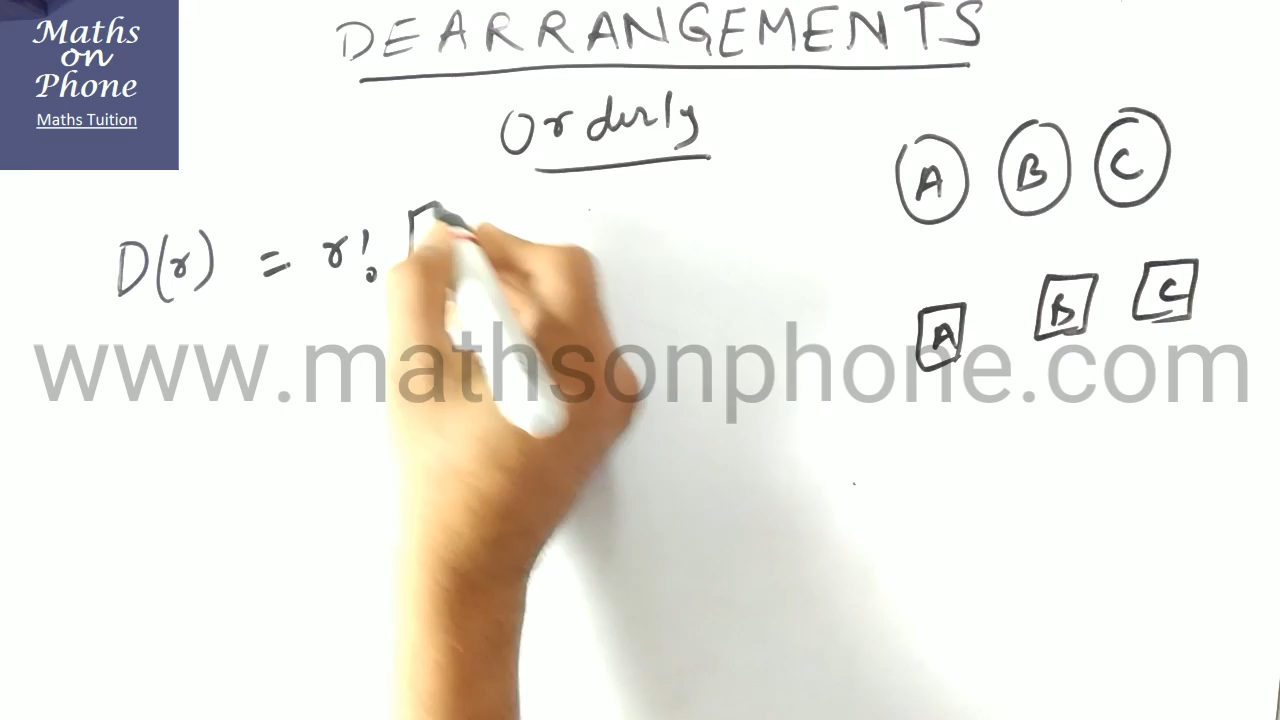 Maths
on
Phone
Maths Tuition
DEARRANGEMENTS
Orderly
A B C
D(r) = r! [
A B C
www.mathsonphone.com